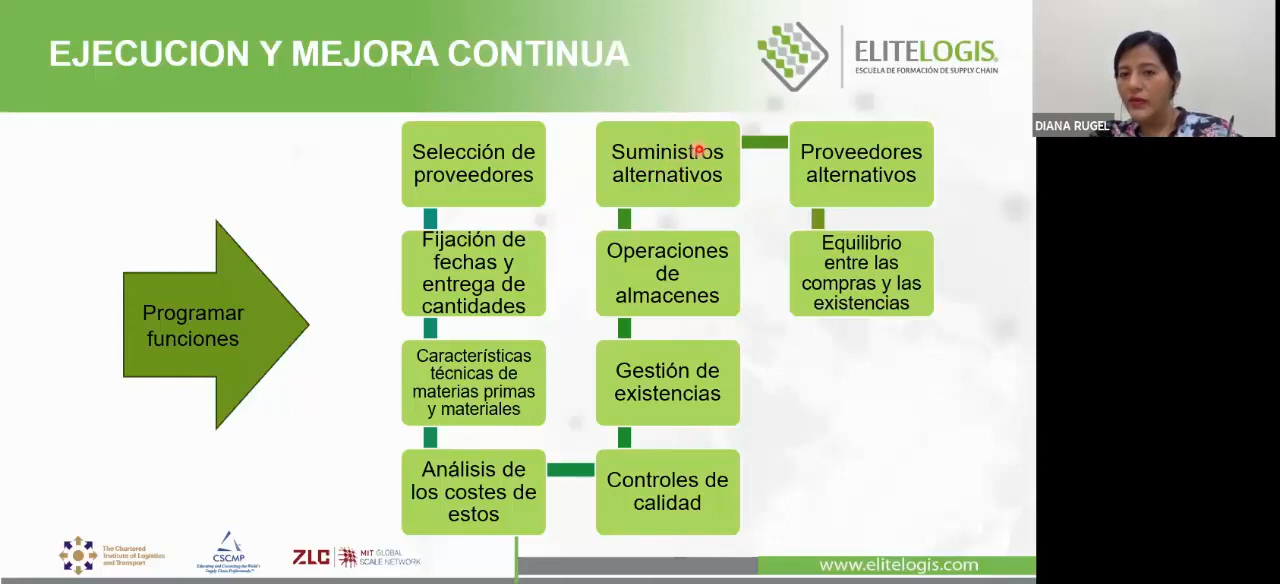 EJECUCION Y MEJORA CONTINUA
ELITELOGIS®
ESCUELA DE FORMACIÓN DE SUPPLY CHAIN
DIANA RUGEL
Programar
funciones
Selección de
proveedores
Fijación de
fechas y
entrega de
cantidades
Características
técnicas de
materias primas
y materiales
Análisis de
los costes de
estos
Controles de
calidad
Gestión de
existencias
Operaciones
de
almacenes
Suministros
alternativos
Proveedores
alternativos
Equilibrio
entre las
compras y las
existencias
The Chartered
Institute of Logistics
and Transport
CSCMP
ZLC
MIT GLOBAL
SCALE NETWORK
www.elitelogis.com